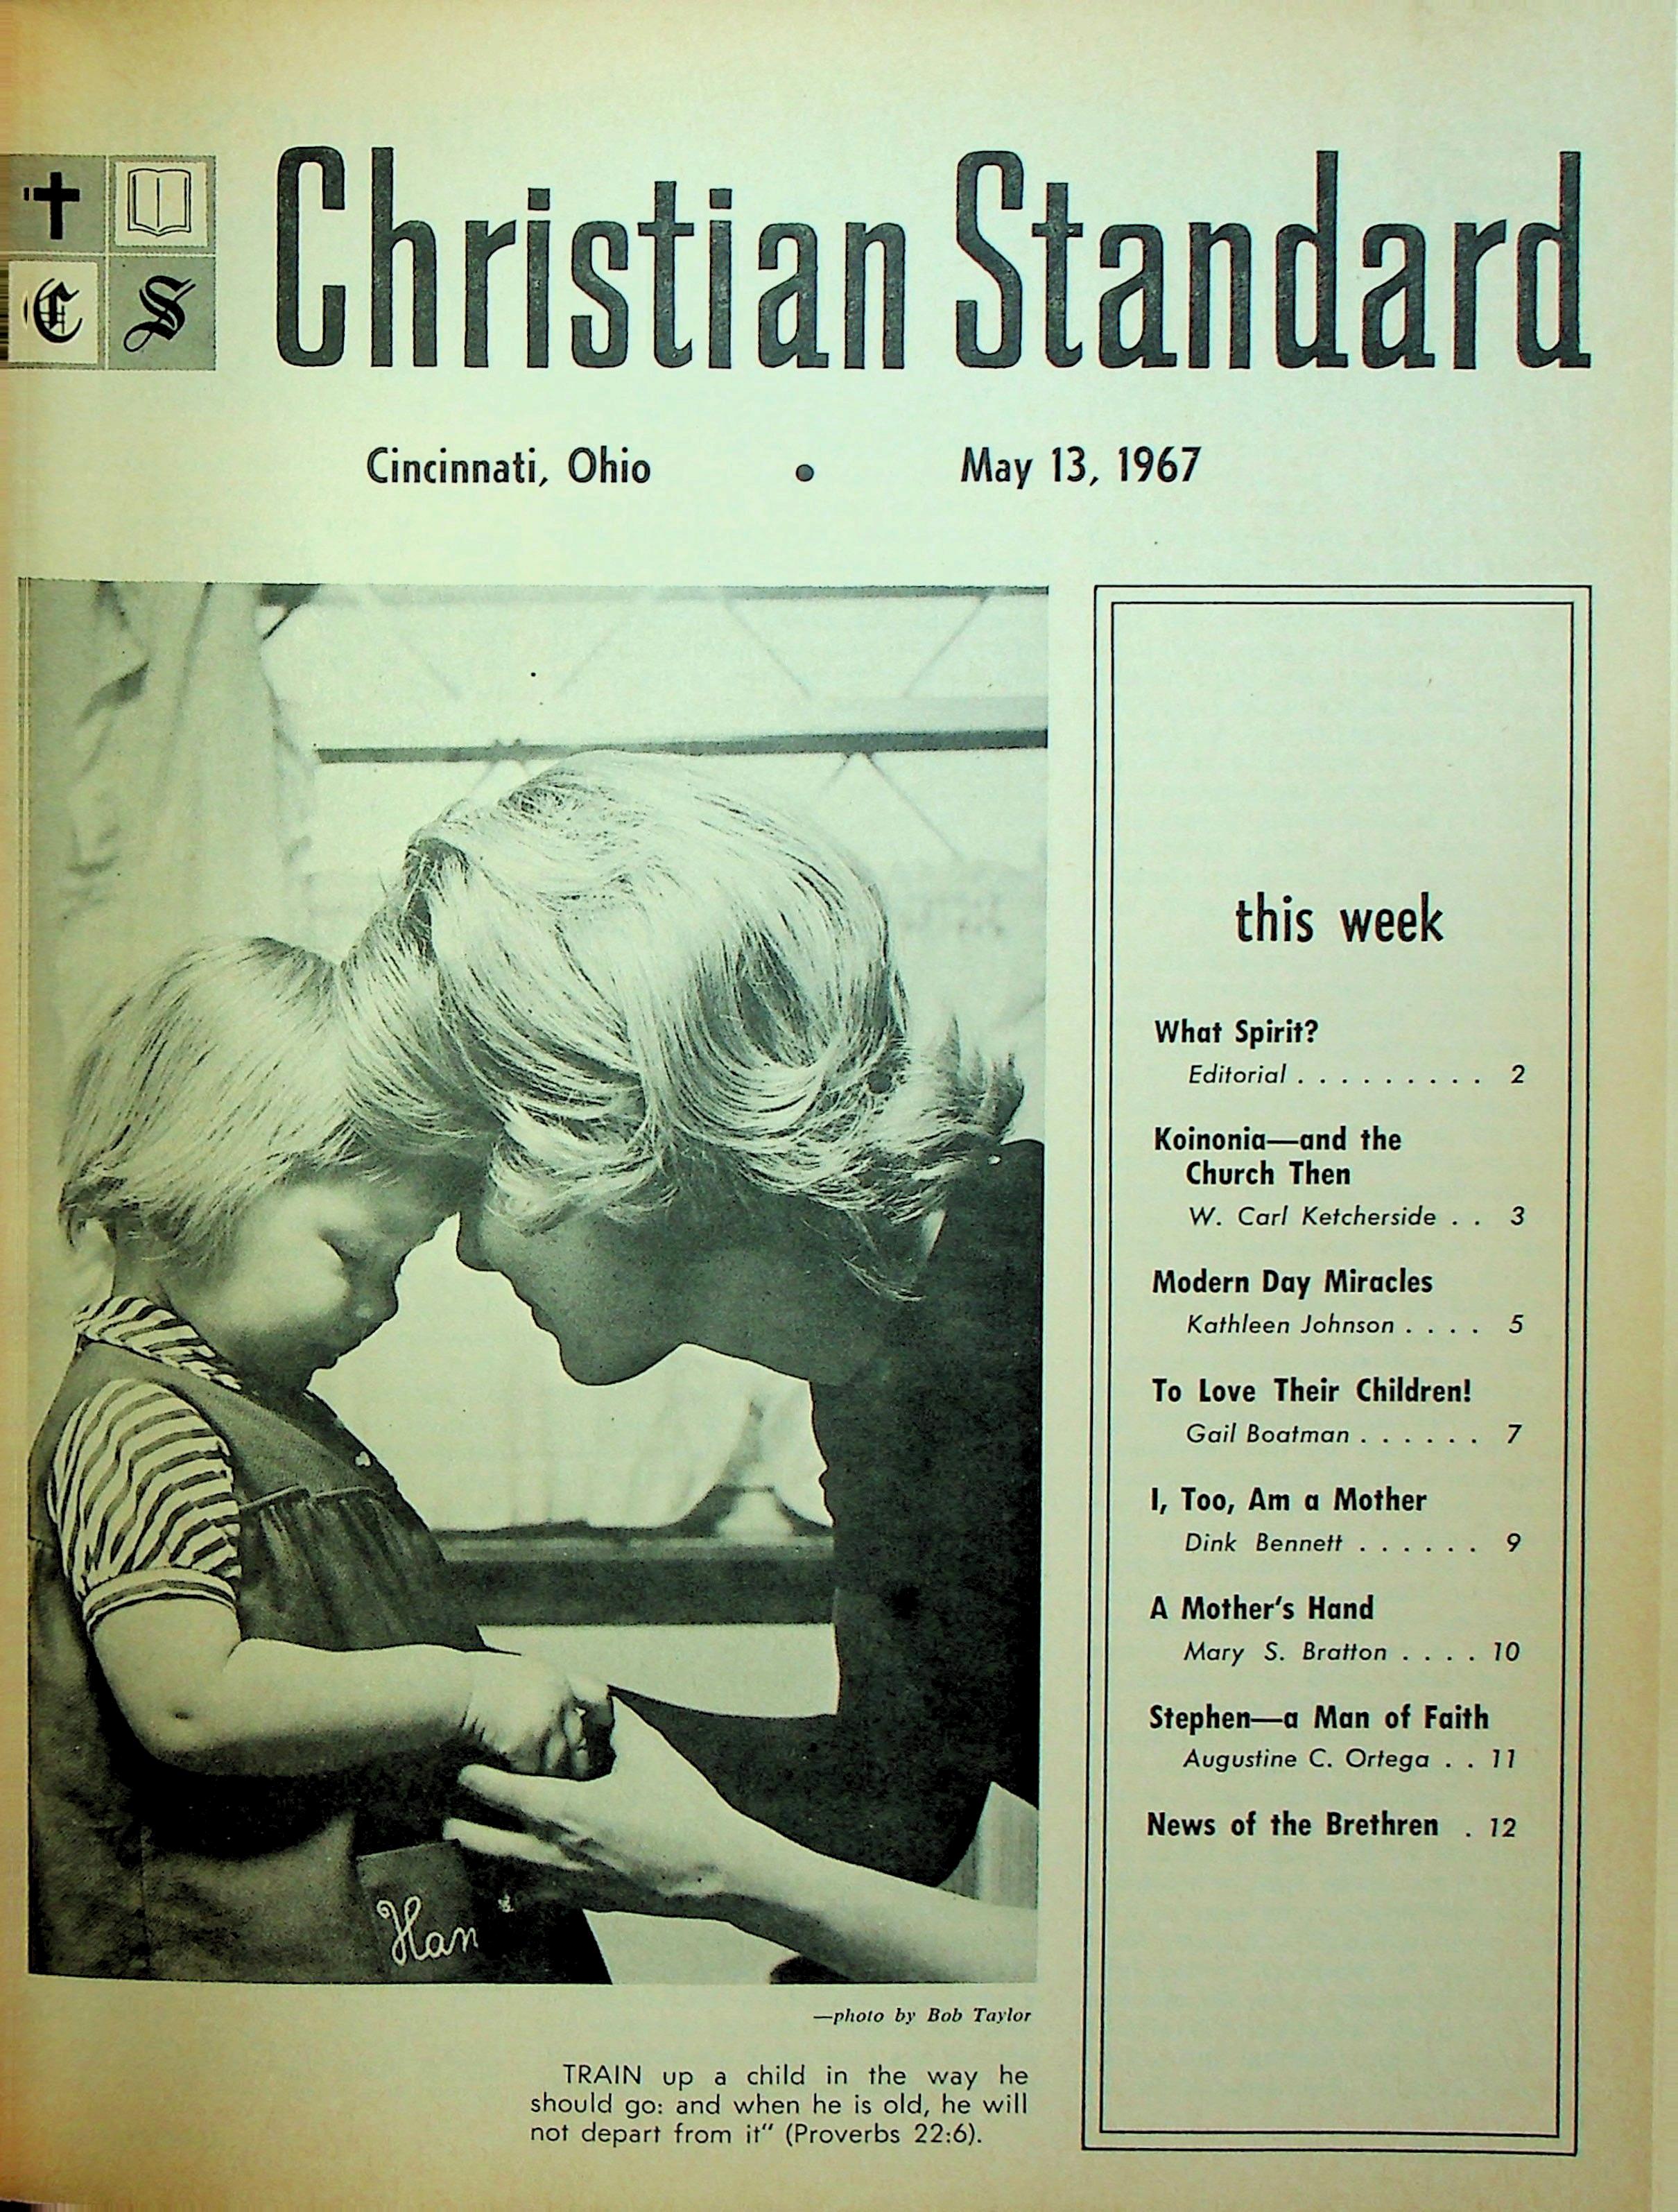 C S
Christian Standard
Cincinnati, Ohio • May 13, 1967
Han
—photo by Bob Taylor
TRAIN up a child in the way he
should go: and when he is old, he will
not depart from it" (Proverbs 22:6).
this week
What Spirit?
Editorial . . . . . . . . . . 2
Koinonia—and the
Church Then
W. Carl Ketcherside . . 3
Modern Day Miracles
Kathleen Johnson . . . . 5
To Love Their Children!
Gail Boatman . . . . . . 7
I, Too, Am a Mother
Dink Bennett . . . . . . 9
A Mother's Hand
Mary S. Bratton . . . . 10
Stephen—a Man of Faith
Augustine C. Ortega . . 11
News of the Brethren . 12